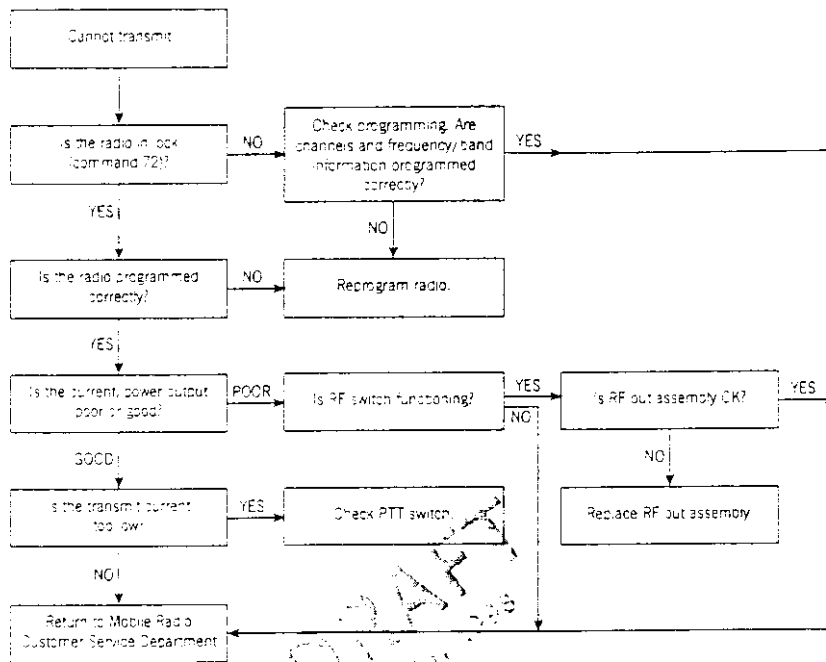 Cannot transmit
Is the radio in lock
(command 72)?
NO
Check programming. Are
channels and frequency/band
information programmed
correctly?
YES
YES
NO
Is the radio programmed
correctly?
NO
Reprogram radio.
YES
Is the current, power output
poor or good?
POOR
Is RF switch functioning?
YES
NO
Is RF out assembly OK?
YES
GOOD
NO
Is the transmit current
too low?
YES
Check PTT switch.
Replace RF out assembly
NO
Return to Mobile Radio
Customer Service Department
DRAFT